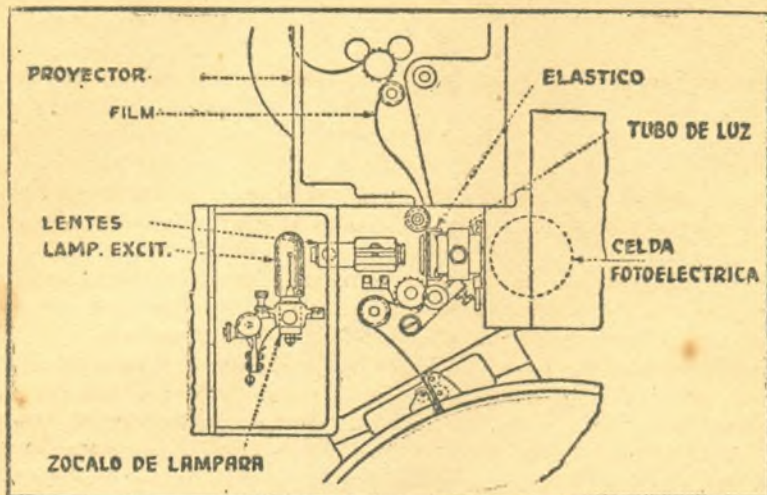 PROYECTOR
FILM
ELASTICO
TUBO DE LUZ
LENTES
LAMP. EXCIT.
CELDA
FOTOELECTRICA
ZOCALO DE LAMPARA